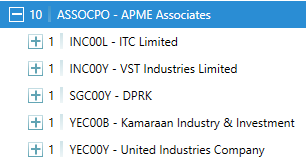 10 ASSOCPO - APME Associates
1 INC00L - ITC Limited
1 INC00Y - VST Industries Limited
1 SGC00Y - DPRK
1 YEC00B - Kamaraan Industry & Investment
1 YEC00Y - United Industries Company